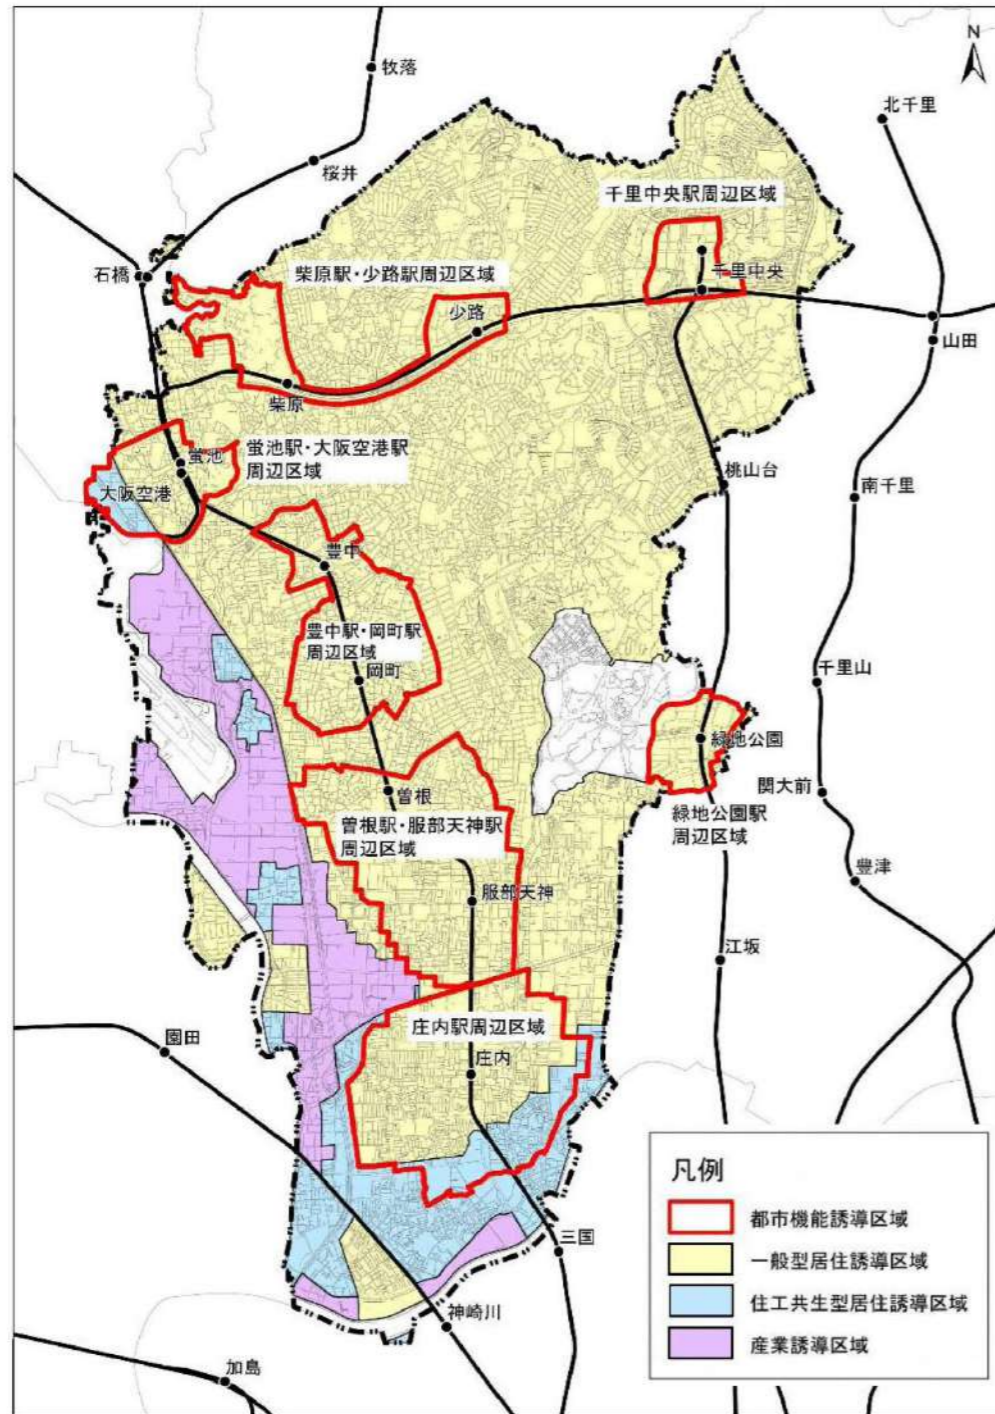 N
牧落
北千里
桜井
千里中央駅周辺区域
石橋
柴原駅・少路駅周辺区域
千里中央
少路
山田
柴原
蛍池
蛍池駅・大阪空港駅
周辺区域
桃山台
大阪空港
南千里
豊中
豊中駅・岡町駅
周辺区域
岡町
千里山
緑地公園
曽根
関大前
曽根駅・服部天神駅
周辺区域
緑地公園駅
周辺区域
豊津
服部天神
江坂
庄内駅周辺区域
園田
庄内
三国
神崎川
加島
凡例
都市機能誘導区域
一般型居住誘導区域
住工共生型居住誘導区域
産業誘導区域